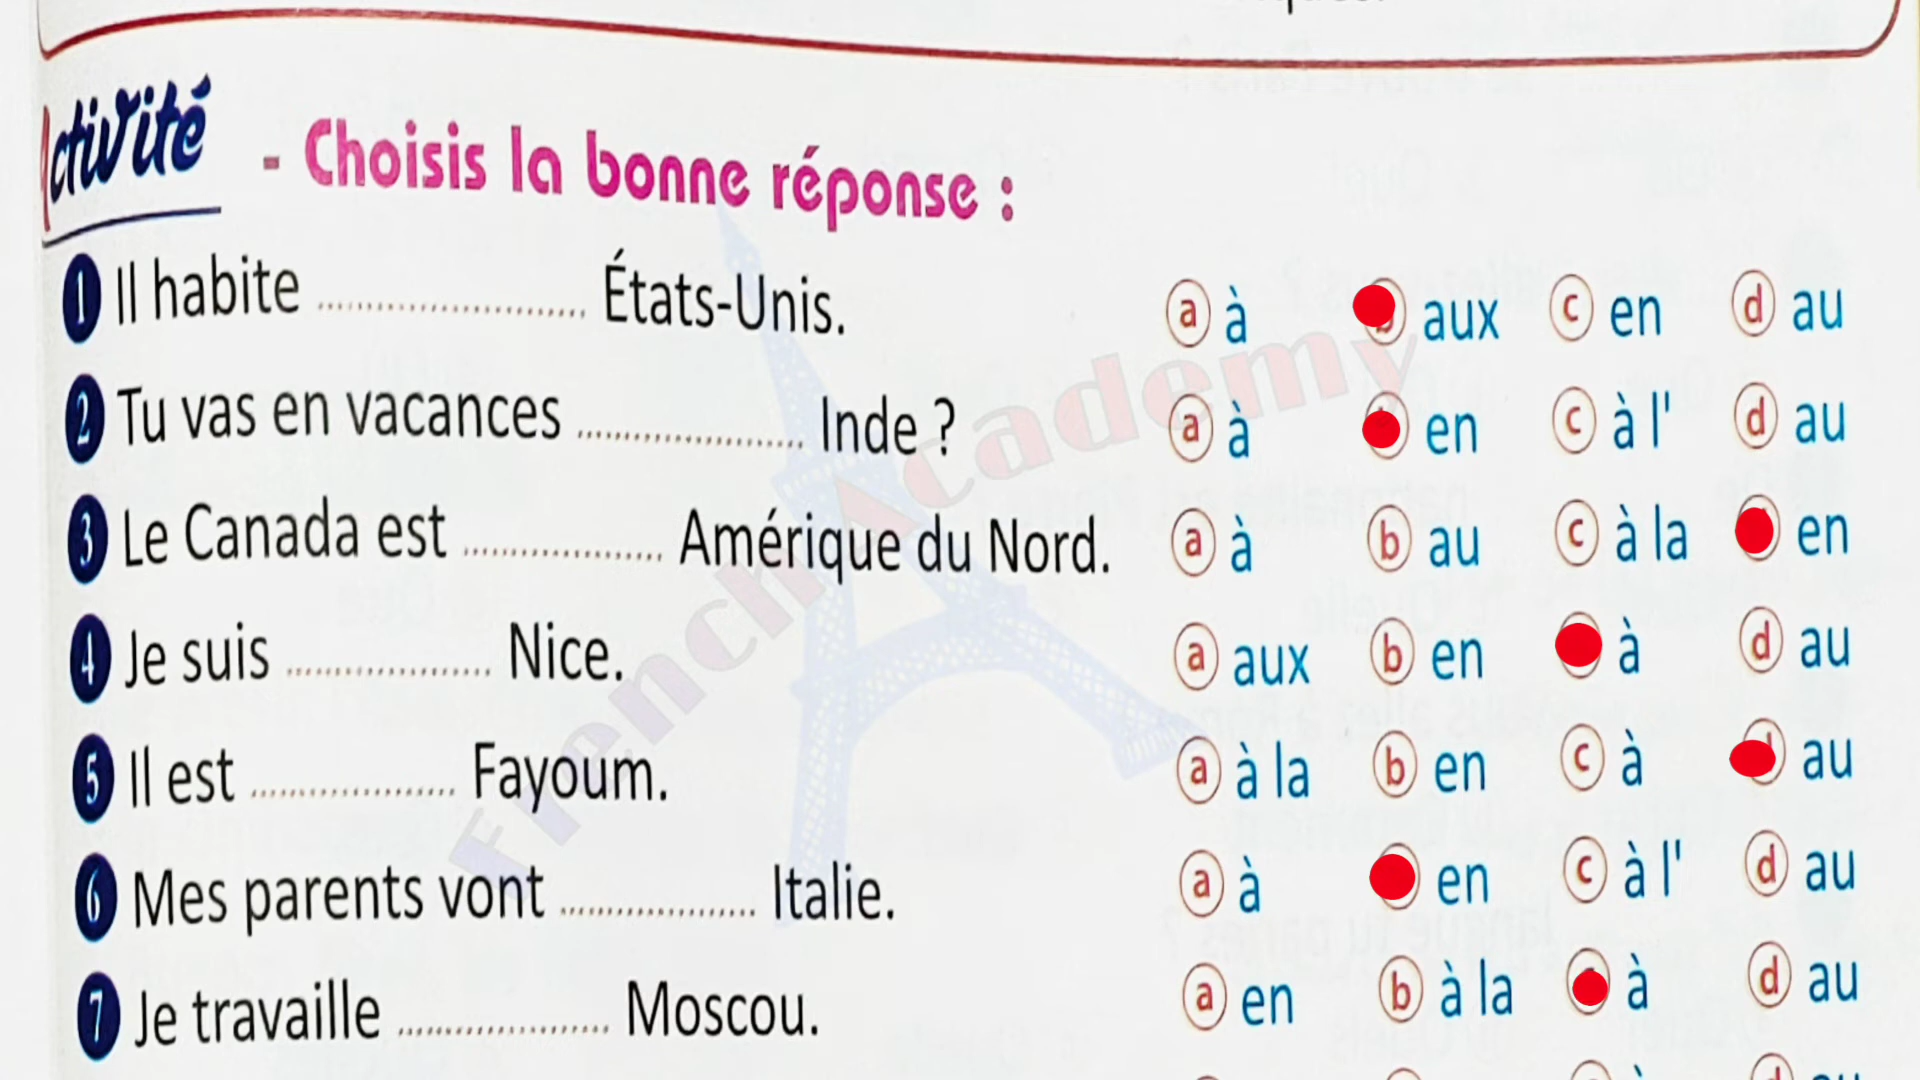 Activité
- Choisis la bonne réponse :
1 Il habite ........................ États-Unis. a à b aux c en d au
2 Tu vas en vacances ........................ Inde ? a à en c à l' d au
3 Le Canada est ........................ Amérique du Nord. a à b au c à la en
4 Je suis ........................ Nice. a aux b en à d au
5 Il est ........................ Fayoum. a à la b en c à au
6 Mes parents vont ........................ Italie. a à en c à l' d au
7 Je travaille ........................ Moscou. a en b à la à d au
French Academy